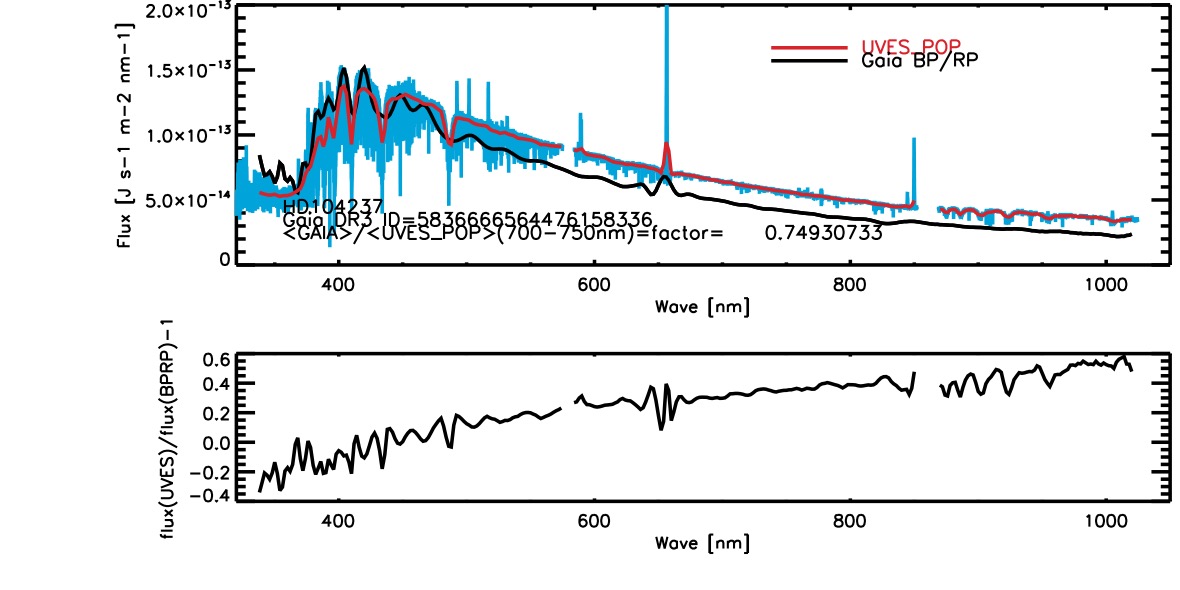 2.0×10−13
1.5×10−13
1.0×10−13
5.0×10−14
0
Flux [J s−1 m−2 nm−1]
UVES_POP
Gaia BP/RP
HD104237
Gaia DR3 ID=5836666564476158336
<GAIA>/<UVES_POP>(700−750nm)=factor= 0.74930733
400 600 800 1000
Wave [nm]
0.6
0.4
0.2
0.0
−0.2
−0.4
flux(UVES)/flux(BPRP)−1
400 600 800 1000
Wave [nm]